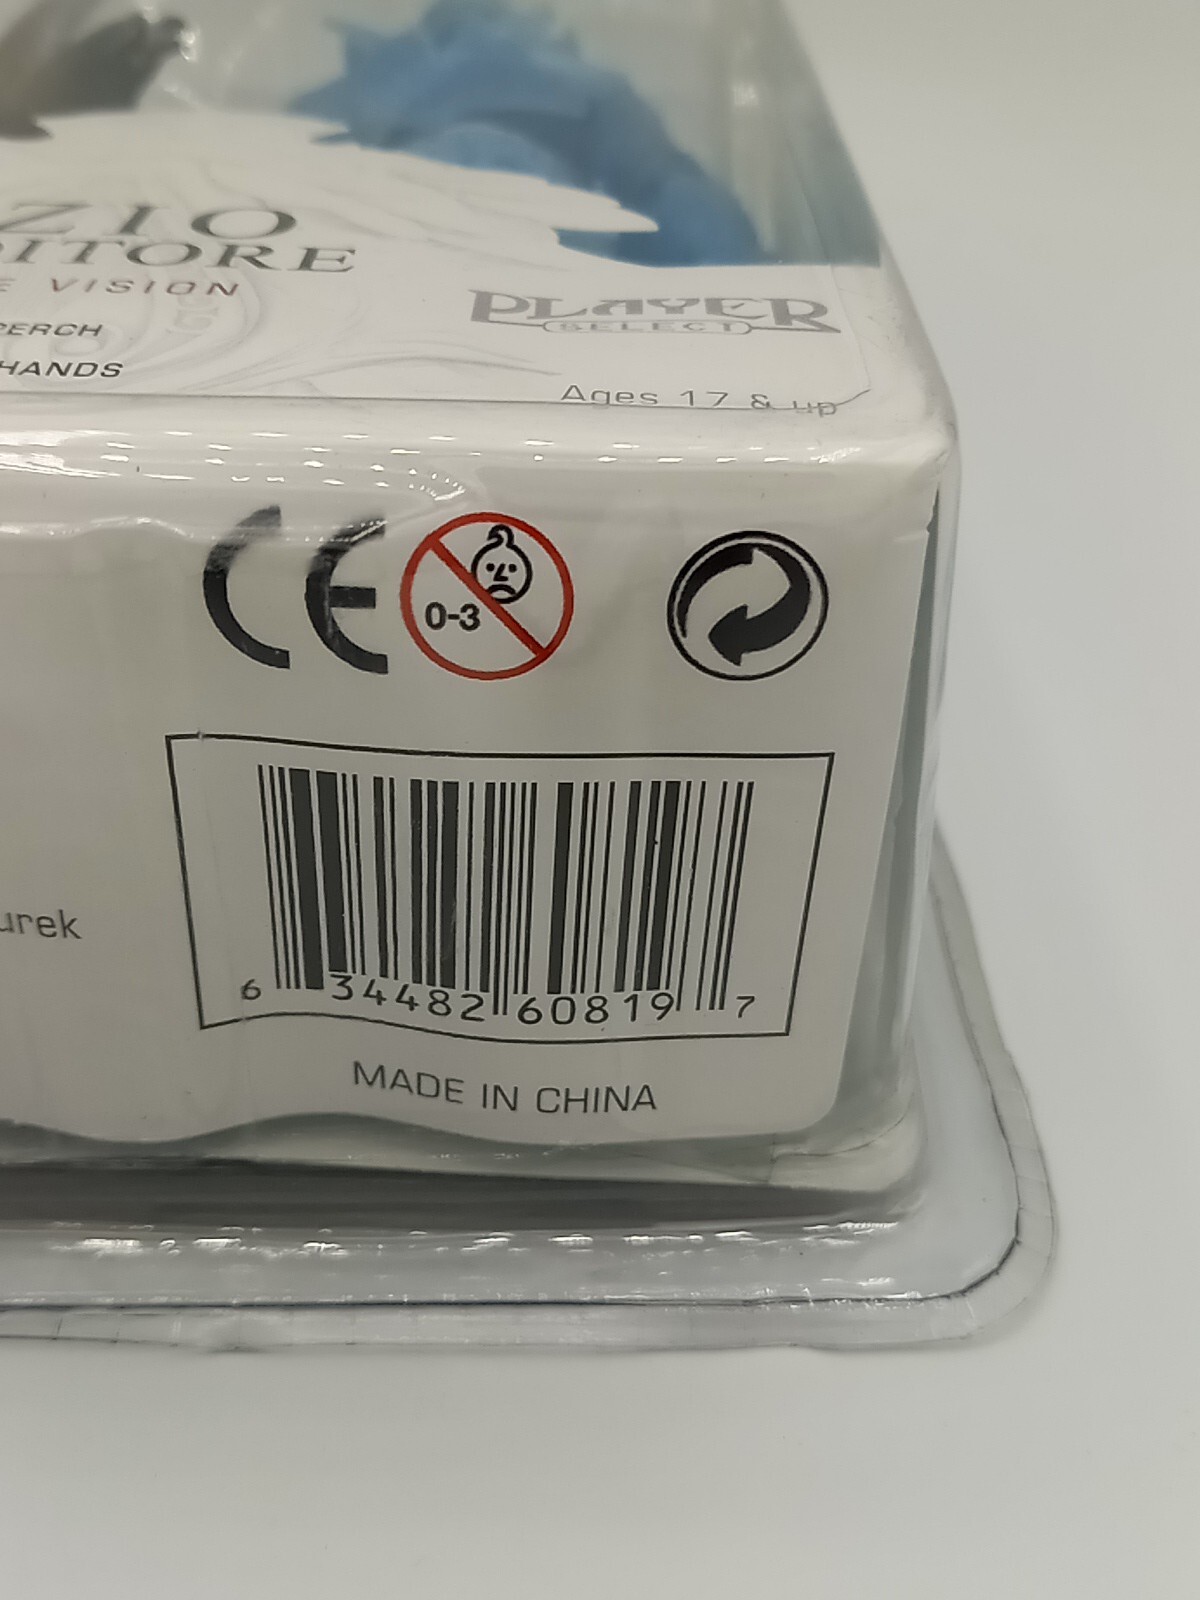 ZIO
DITORE
E VISION
PERCH
HANDS
PLAYER
SELECT
Ages 17 & up
CE
0-3
urek
6 34482 60819 7
MADE IN CHINA